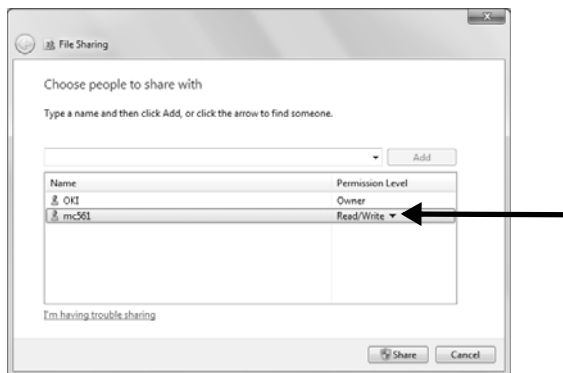 File Sharing
Choose people to share with
Type a name and then click Add, or click the arrow to find someone.
Add
Name Permission Level
OKI Owner
mc561 Read/Write
I'm having trouble sharing
Share Cancel